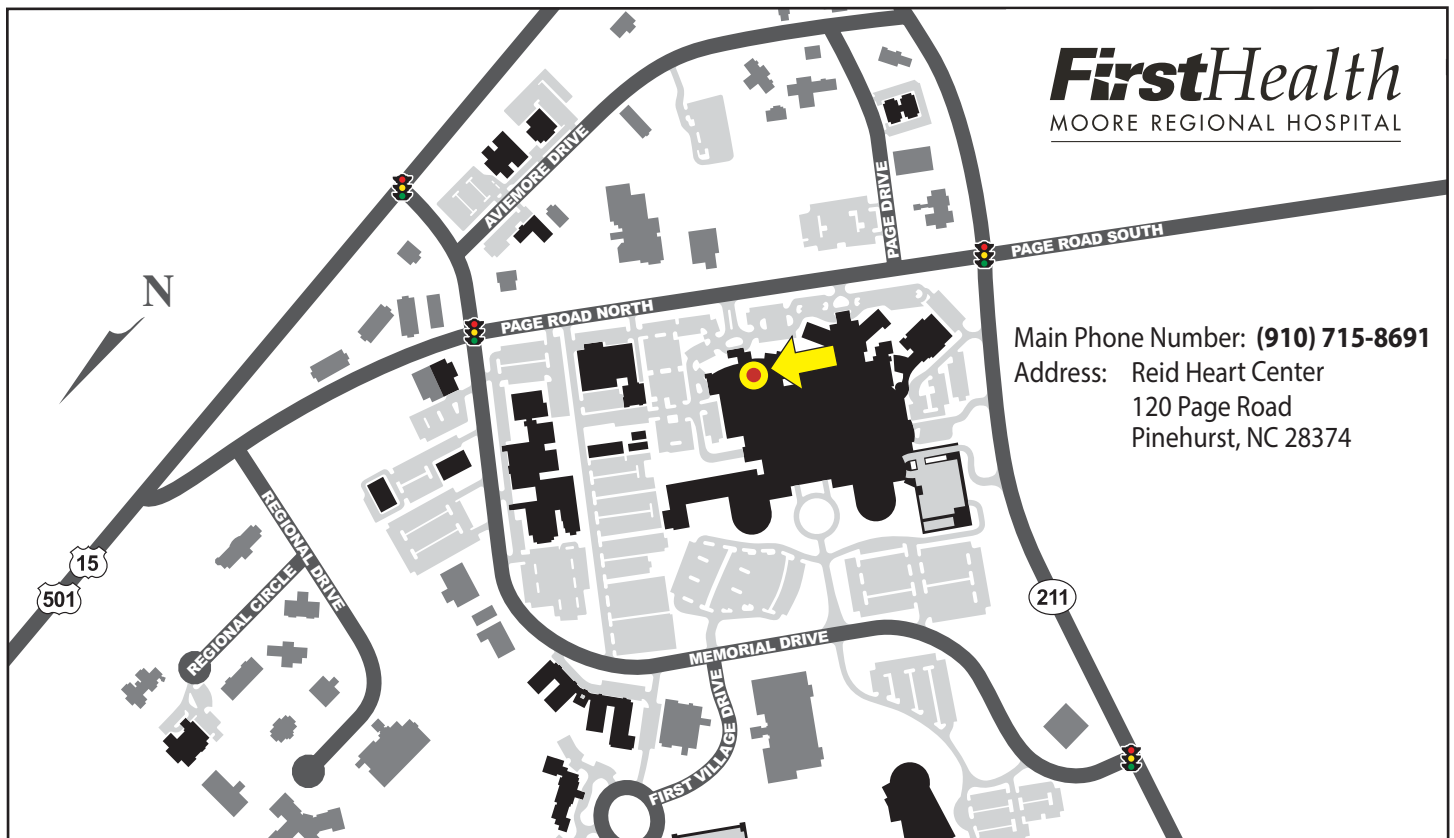 FirstHealth
MOORE REGIONAL HOSPITAL
AVIEMORE DRIVE
PAGE DRIVE
PAGE ROAD SOUTH
N
PAGE ROAD NORTH
Main Phone Number: (910) 715-8691
Address: Reid Heart Center
120 Page Road
Pinehurst, NC 28374
REGIONAL DRIVE
15
501
REGIONAL CIRCLE
211
MEMORIAL DRIVE
FIRST VILLAGE DRIVE